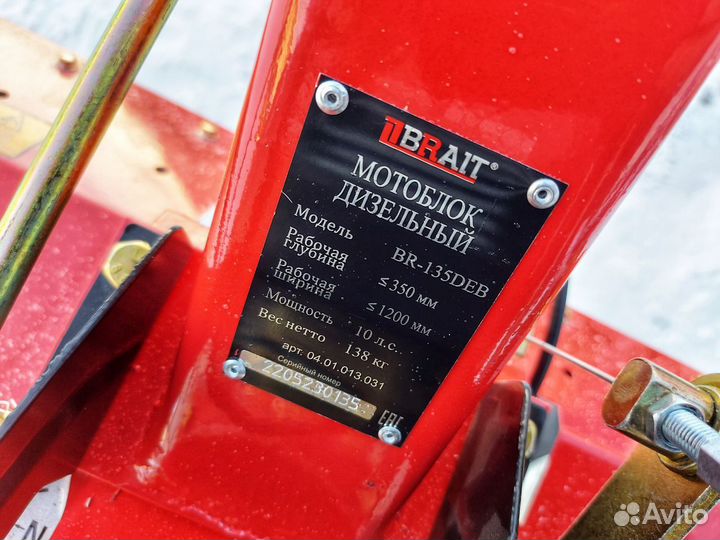 BRAIT®
МОТОБЛОК
ДИЗЕЛЬНЫЙ
Модель BR-135DEB
Рабочая глубина ≤350 мм
Рабочая ширина ≤1200 мм
Мощность 10 л.с.
Вес нетто 138 кг
арт. 04.01.013.031
Серийный номер
2205230135
EAC
Avito